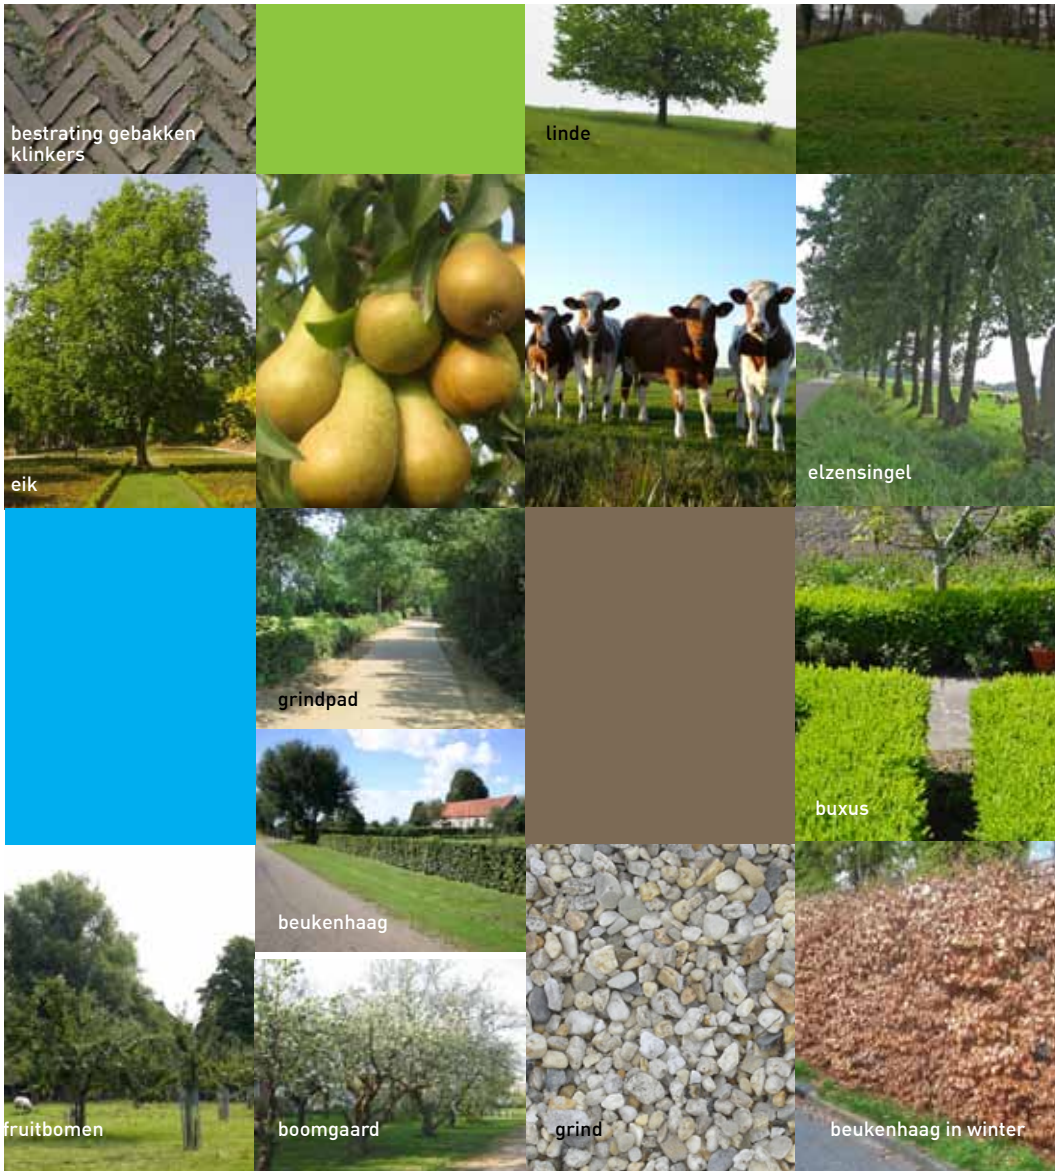 bestrating gebakken
klinkers
linde
eik
elzensingel
grindpad
buxus
beukenhaag
fruitbomen
boomgaard
grind
beukenhaag in winter